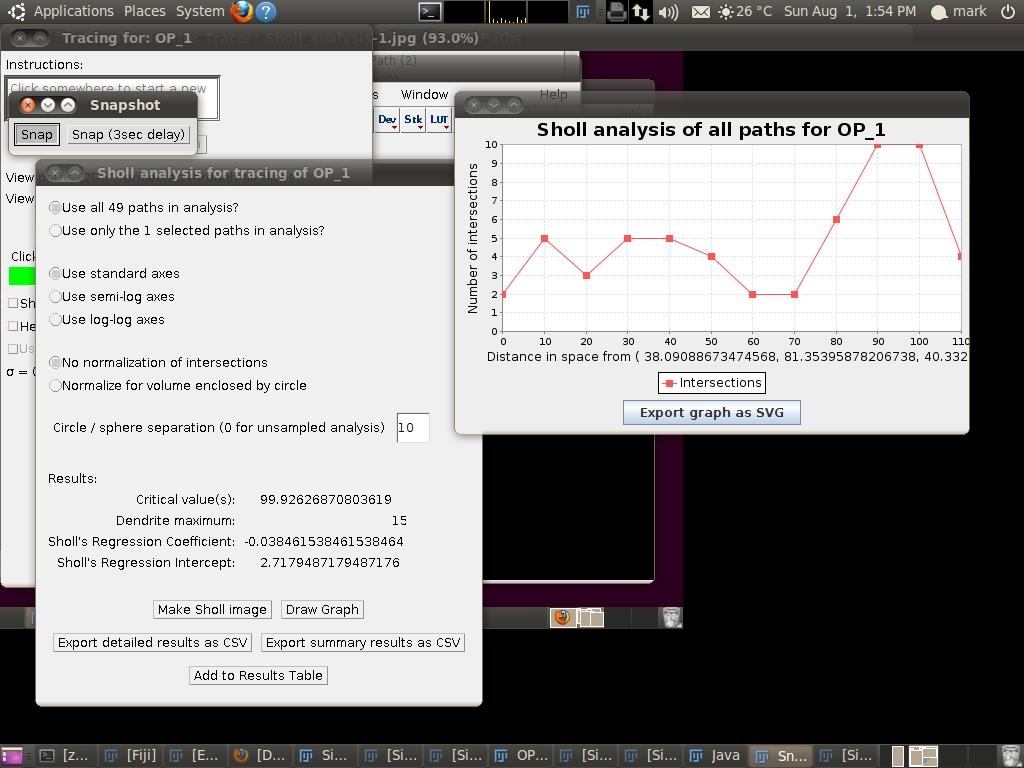 Applications Places System
26 °C Sun Aug 1, 1:54 PM mark
Tracing for: OP_1
Tracer: Sholl analysis-1.jpg (93.0%)
Paths
Path (2)
Instructions:
Click somewhere to start a new
Window Help
Dev Stk LUT
Snapshot
Snap Snap (3sec delay)
View
View
Click
Sh
He
Us
σ = (
Sholl analysis for tracing of OP_1
Use all 49 paths in analysis?
Use only the 1 selected paths in analysis?
Use standard axes
Use semi-log axes
Use log-log axes
No normalization of intersections
Normalize for volume enclosed by circle
Circle / sphere separation (0 for unsampled analysis) 10
Results:
Critical value(s): 99.92626870803619
Dendrite maximum: 15
Sholl's Regression Coefficient: -0.038461538461538464
Sholl's Regression Intercept: 2.7179487179487176
Make Sholl image Draw Graph
Export detailed results as CSV Export summary results as CSV
Add to Results Table
Sholl analysis of all paths for OP_1
Number of intersections
10
9
8
7
6
5
4
3
2
1
0
0 10 20 30 40 50 60 70 80 90 100 110
Distance in space from ( 38.09088673474568, 81.35395878206738, 40.332
Intersections
Export graph as SVG
[z... [Fiji] [E... [D... Si... [Si... [Si... OP... [Si... [Si... Java Sn... [Si...